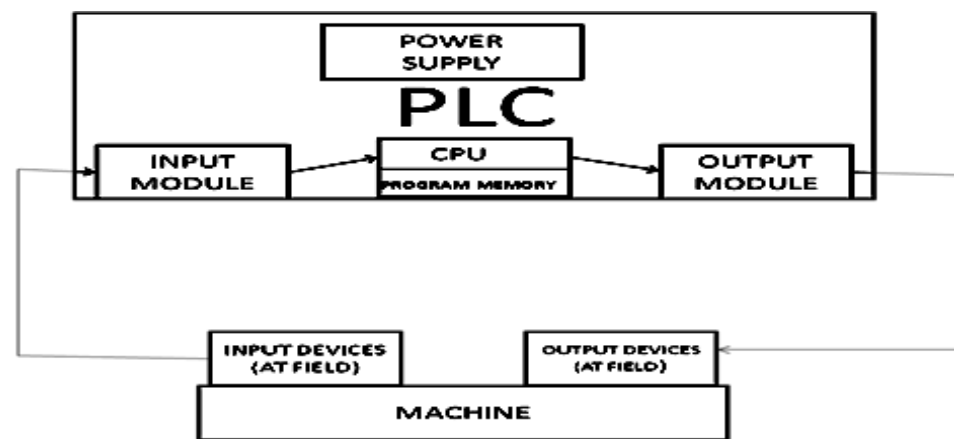 POWER
SUPPLY
PLC
INPUT
MODULE
CPU
PROGRAM MEMORY
OUTPUT
MODULE
INPUT DEVICES
(AT FIELD)
OUTPUT DEVICES
(AT FIELD)
MACHINE